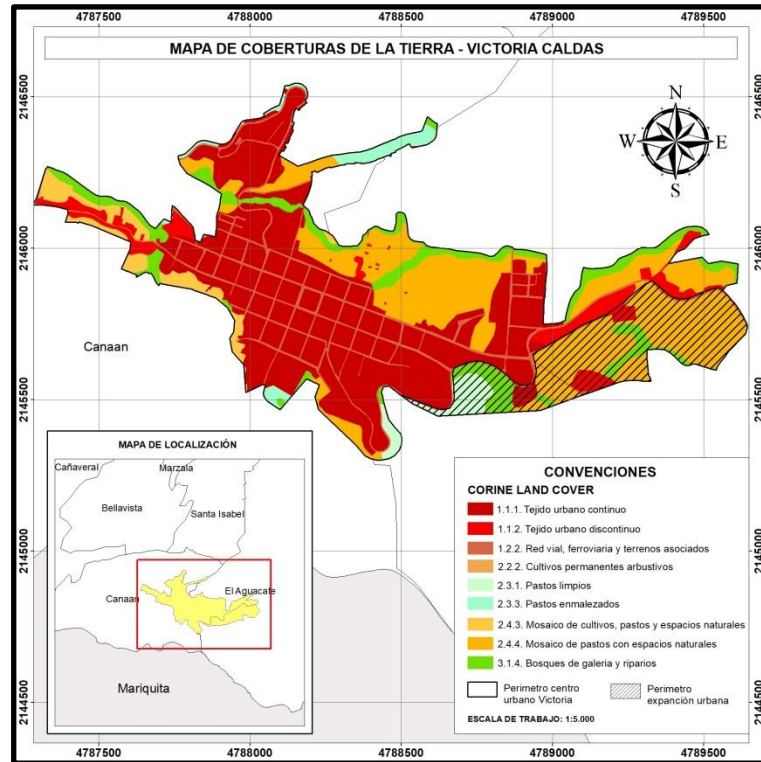 4787500 4788000 4788500 4789000 4789500
MAPA DE COBERTURAS DE LA TIERRA - VICTORIA CALDAS
2146500
2146500
N
W
E
S
2146000
2146000
Canaan
2145500
2145500
MAPA DE LOCALIZACIÓN
Cañaveral
Marzala
Bellavista
Santa Isabel
Canaan
El Aguacate
Mariquita
CONVENCIONES
CORINE LAND COVER
1.1.1. Tejido urbano continuo
1.1.2. Tejido urbano discontinuo
1.2.2. Red vial, ferroviaria y terrenos asociados
2.2.2. Cultivos permanentes arbustivos
2.3.1. Pastos limpios
2.3.3. Pastos enmalezados
2.4.3. Mosaico de cultivos, pastos y espacios naturales
2.4.4. Mosaico de pastos con espacios naturales
3.1.4. Bosques de galeria y riparios
Perimetro centro
urbano Victoria
Perimetro
expanción urbana
ESCALA DE TRABAJO: 1:5.000
2145000
2145000
2144500
2144500
4787500 4788000 4788500 4789000 4789500